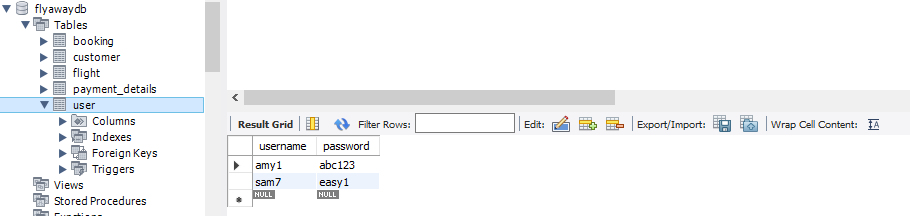 flyawaydb
Tables
booking
customer
flight
payment_details
user
Columns
Indexes
Foreign Keys
Triggers
Views
Stored Procedures
Result Grid Filter Rows: Edit: Export/Import: Wrap Cell Content: IA
username password
amy1 abc123
sam7 easy1
NULL NULL